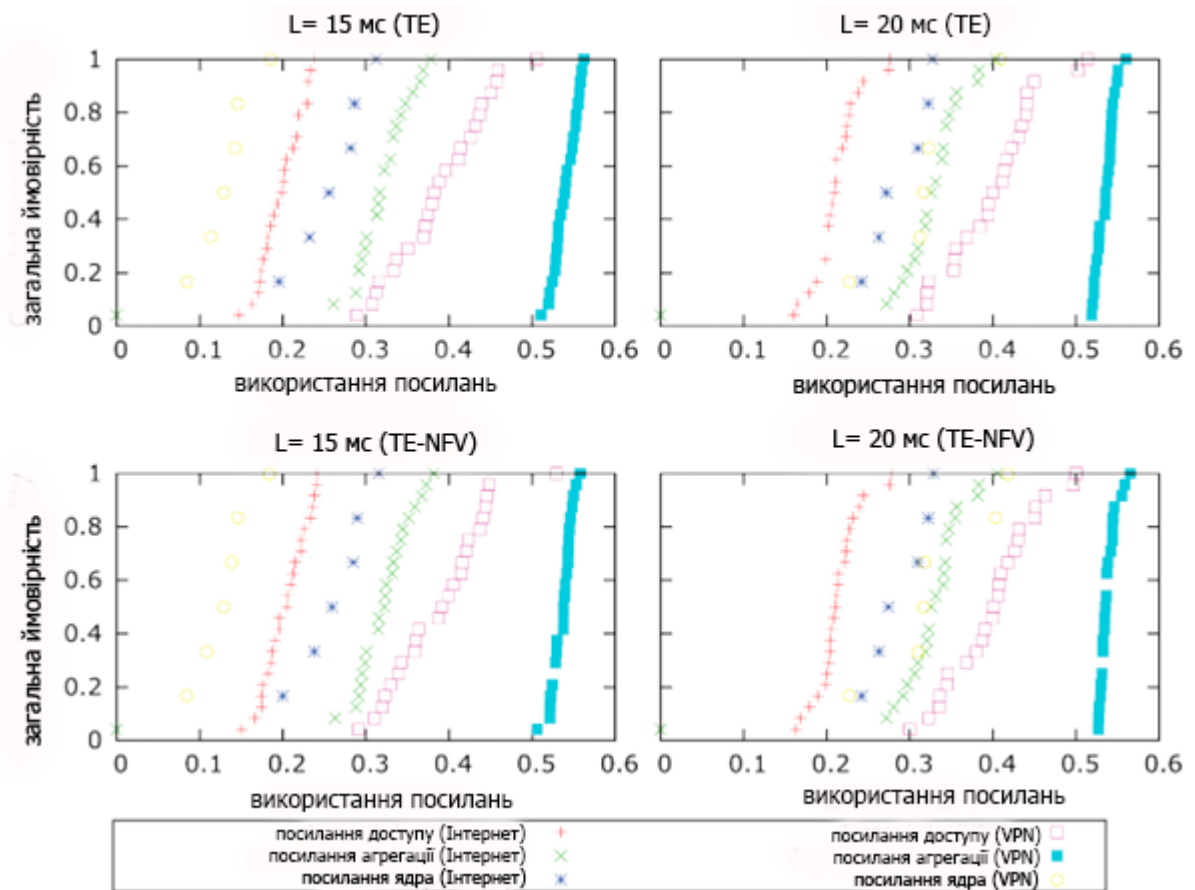 L= 15 мс (TE)
L= 20 мс (TE)
загальна ймовірність
1
0.8
0.6
0.4
0.2
0
0 0.1 0.2 0.3 0.4 0.5 0.6
використання посилань
0 0.1 0.2 0.3 0.4 0.5 0.6
використання посилань
L= 15 мс (TE-NFV)
L= 20 мс (TE-NFV)
загальна ймовірність
1
0.8
0.6
0.4
0.2
0
0 0.1 0.2 0.3 0.4 0.5 0.6
використання посилань
0 0.1 0.2 0.3 0.4 0.5 0.6
використання посилань
посилання доступу (Інтернет)
посилання агрегації (Інтернет)
посилання ядра (Інтернет)
посилання доступу (VPN)
посиланя агрегації (VPN)
посилання ядра (VPN)